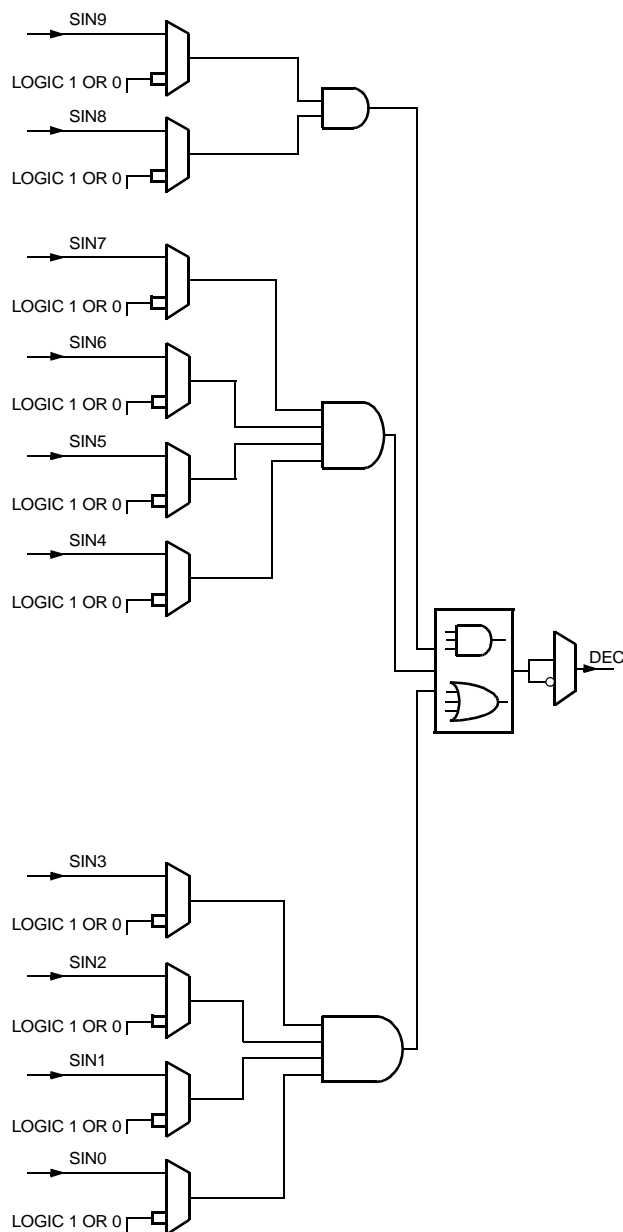 SIN9
LOGIC 1 OR 0
SIN8
LOGIC 1 OR 0
SIN7
LOGIC 1 OR 0
SIN6
LOGIC 1 OR 0
SIN5
LOGIC 1 OR 0
SIN4
LOGIC 1 OR 0
DEC
SIN3
LOGIC 1 OR 0
SIN2
LOGIC 1 OR 0
SIN1
LOGIC 1 OR 0
SIN0
LOGIC 1 OR 0